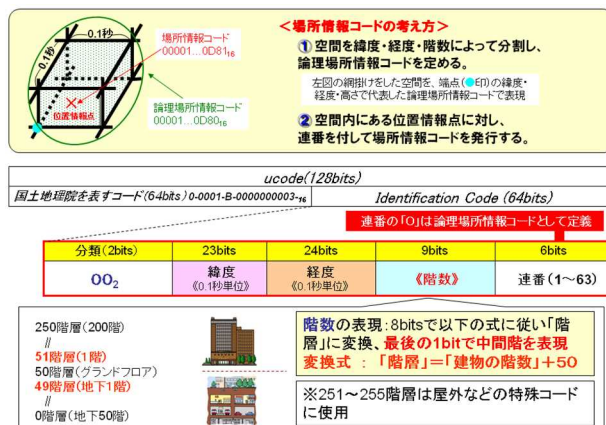 ＜場所情報コードの考え方＞
① 空間を緯度・経度・階数によって分割し、
論理場所情報コードを定める。
左図の網掛けをした空間を、端点(●印)の緯度・
経度・高さで代表した論理場所情報コードで表現
② 空間内にある位置情報点に対し、
連番を付して場所情報コードを発行する。
0.1秒
0.1秒
場所情報コード
00001…0D81₁₆
位置情報点
論理場所情報コード
00001…0D80₁₆
ucode(128bits)
国土地理院を表すコード(64bits) 0-0001-B-0000000003-₁₆
Identification Code (64bits)
連番の「0」は論理場所情報コードとして定義
分類(2bits) 23bits 24bits 9bits 6bits
00₂ 緯度 経度 《階数》 連番(1～63)
《0.1秒単位》 《0.1秒単位》
250階層(200階)
〃
51階層(1階)
50階層(グランドフロア)
49階層(地下1階)
〃
0階層(地下50階)
階数の表現：8bitsで以下の式に従い「階
層」に変換、最後の1bitで中間階を表現
変換式 ： 「階層」＝「建物の階数」＋50
※251～255階層は屋外などの特殊コード
に使用